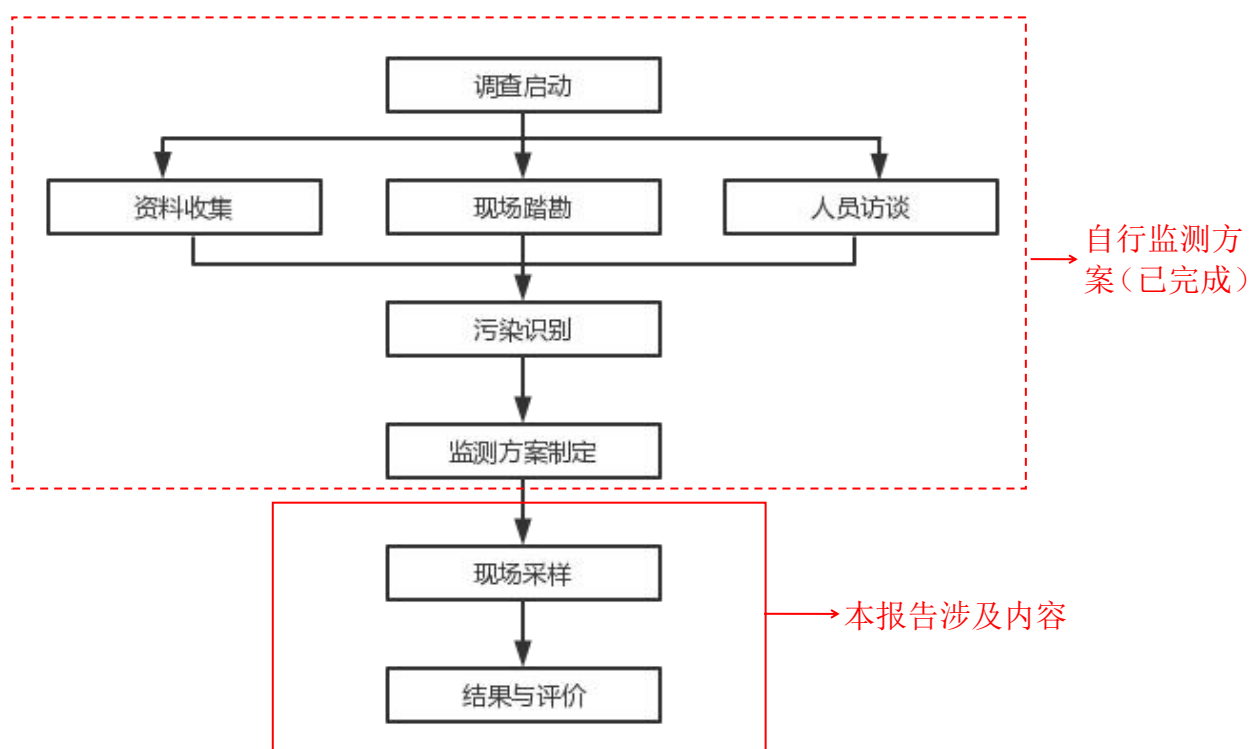 调查启动
资料收集
现场踏勘
人员访谈
自行监测方
案（已完成）
污染识别
监测方案制定
现场采样
本报告涉及内容
结果与评价